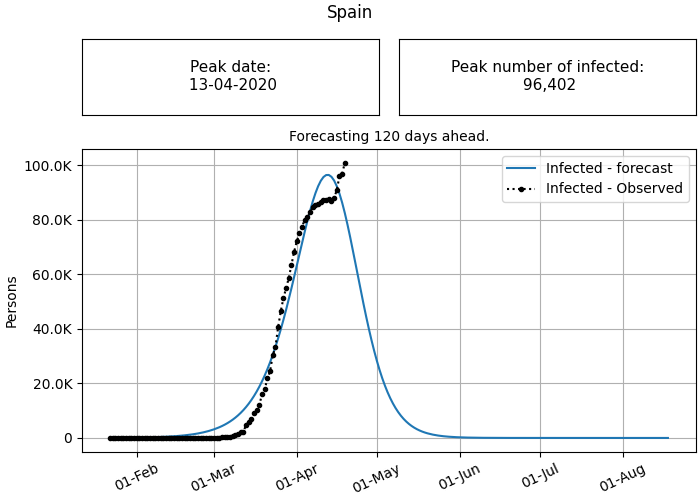 Spain
Peak date:
13-04-2020
Peak number of infected:
96,402
Forecasting 120 days ahead.
Infected - forecast
Infected - Observed
Persons
100.0K
80.0K
60.0K
40.0K
20.0K
0
01-Feb
01-Mar
01-Apr
01-May
01-Jun
01-Jul
01-Aug